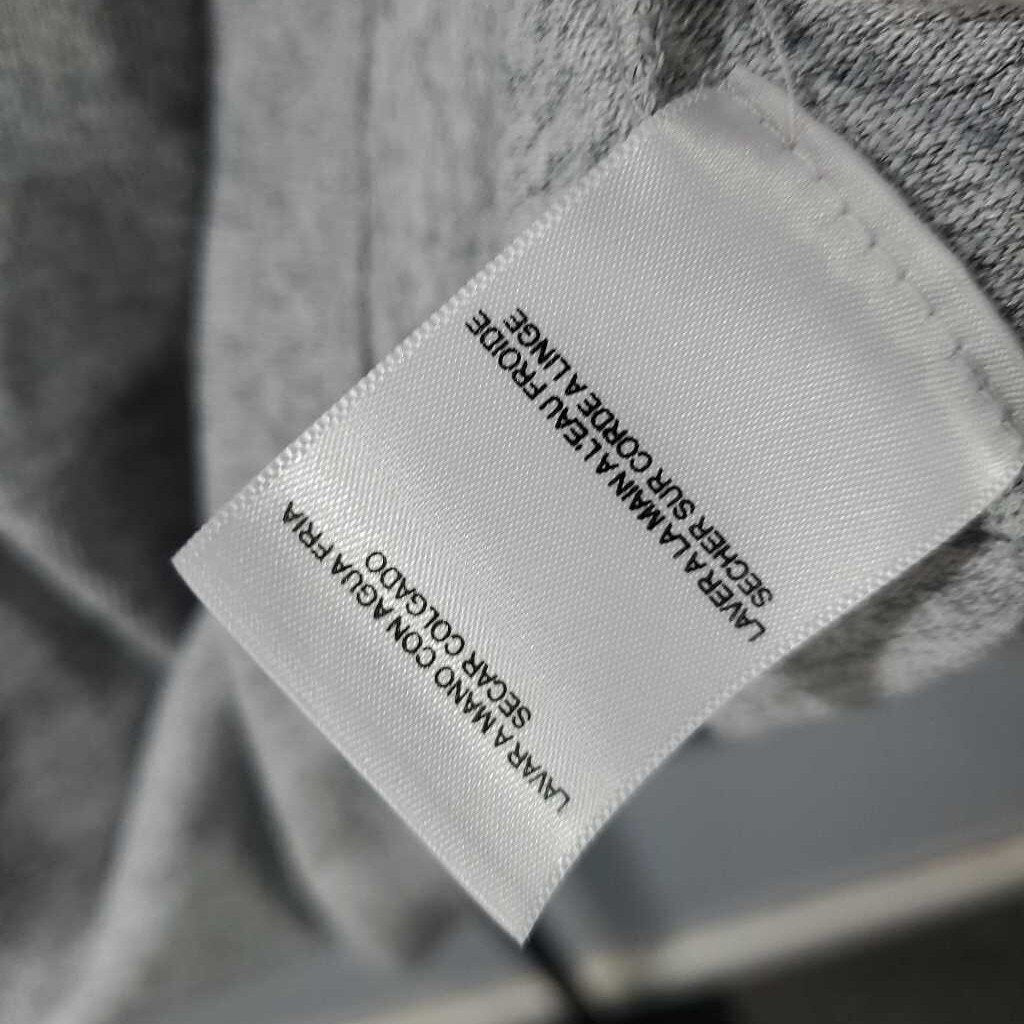 LAVER A LA MAIN A L'EAU FROIDE
SECHER SUR CORDE A LINGE
LAVAR A MANO CON AGUA FRIA
SECAR COLGADO